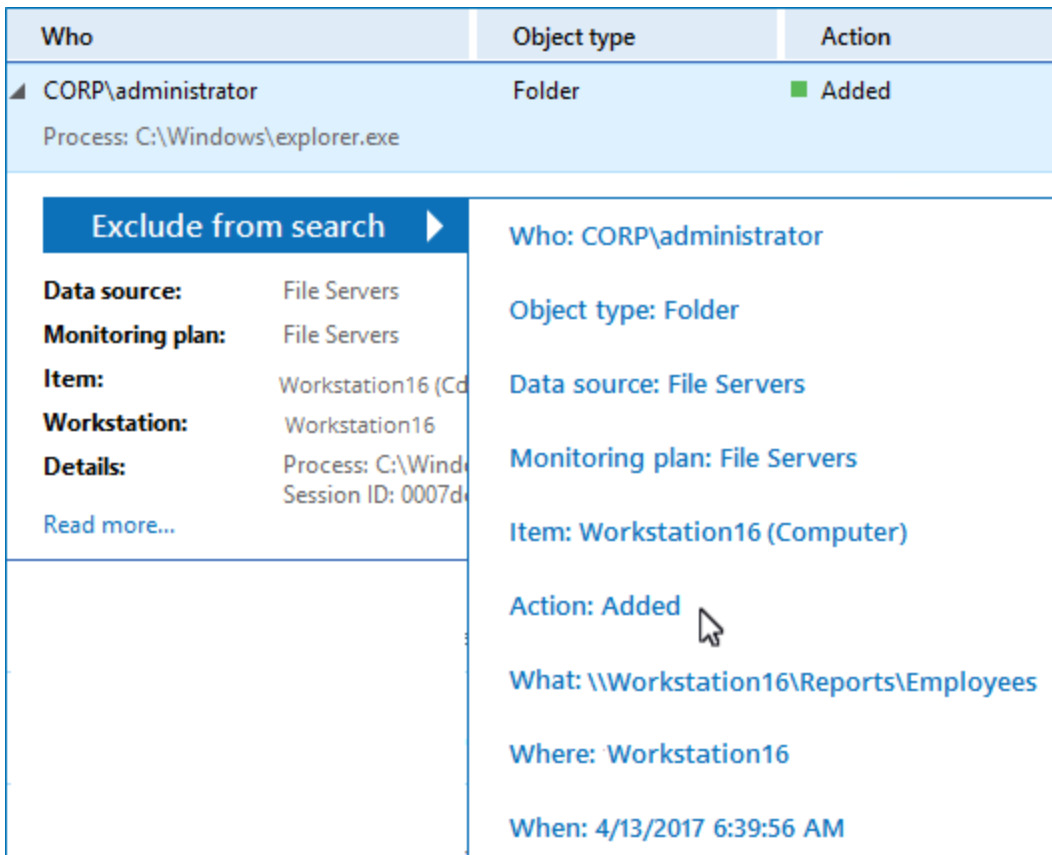 Who Object type Action
CORP\administrator Folder Added
Process: C:\Windows\explorer.exe
Exclude from search
Data source: File Servers
Monitoring plan: File Servers
Item: Workstation16 (Cd
Workstation: Workstation16
Details: Process: C:\Wind
Session ID: 0007d
Read more...
Who: CORP\administrator
Object type: Folder
Data source: File Servers
Monitoring plan: File Servers
Item: Workstation16 (Computer)
Action: Added
What: \\Workstation16\Reports\Employees
Where: Workstation16
When: 4/13/2017 6:39:56 AM